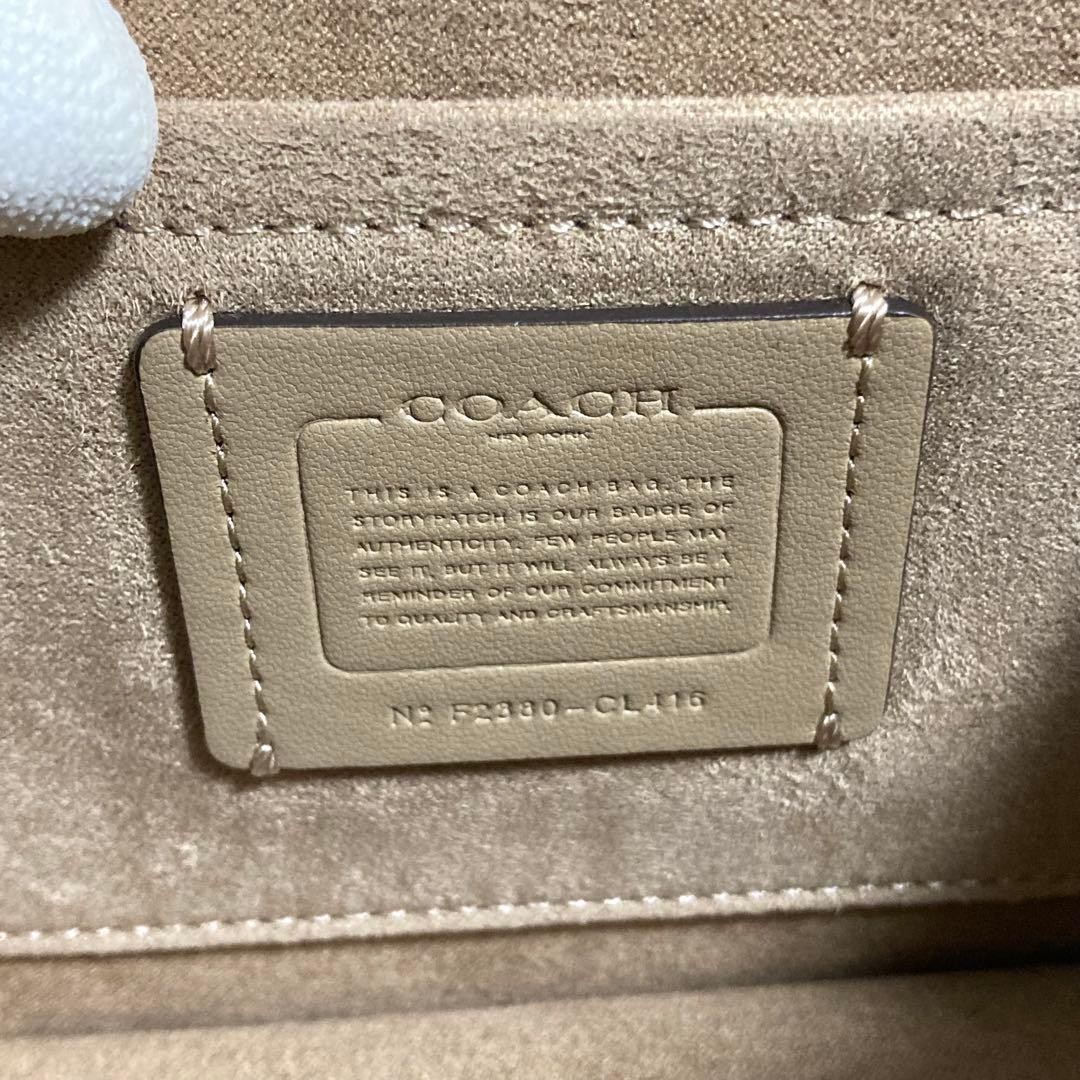 COACH
NEW YORK
THIS IS A COACH BAG. THE
STORYPATCH IS OUR BADGE OF
AUTHENTICITY. FEW PEOPLE MAY
SEE IT, BUT IT WILL ALWAYS BE A
REMINDER OF OUR COMMITMENT
TO QUALITY AND CRAFTSMANSHIP.
Nº F2380-CL416